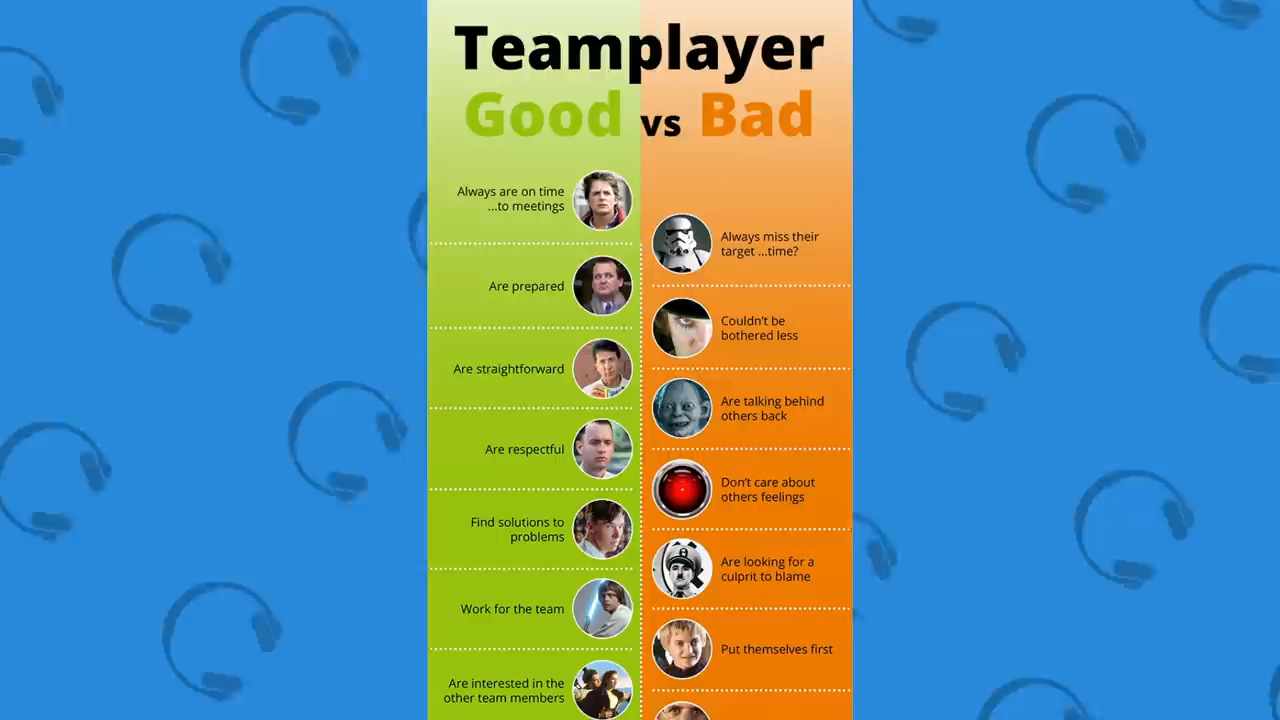 Teamplayer
Good vs Bad
Always are on time
...to meetings
Always miss their
target ...time?
Are prepared
Couldn't be
bothered less
Are straightforward
Are talking behind
others back
Are respectful
Don't care about
others feelings
Find solutions to
problems
Are looking for a
culprit to blame
Work for the team
Put themselves first
Are interested in the
other team members